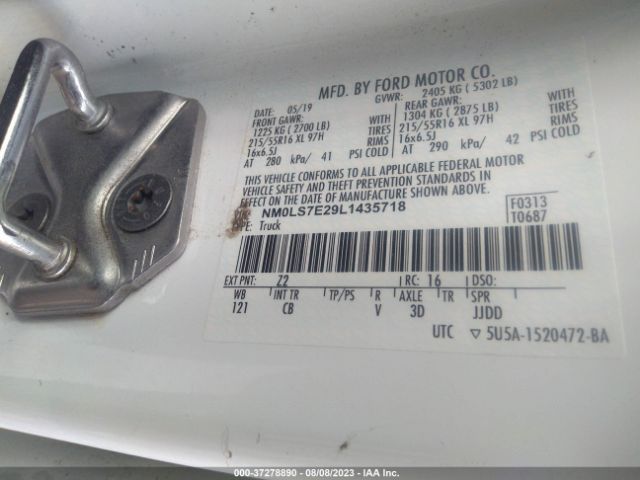 MFD. BY FORD MOTOR CO.
DATE: 05/19 GVWR: 2405 KG ( 5302 LB)
FRONT GAWR: WITH REAR GAWR: WITH
1225 KG ( 2700 LB) TIRES 1304 KG ( 2875 LB) TIRES
215/55R16 XL 97H RIMS 215/55R16 XL 97H RIMS
16x6.5J 16x6.5J
AT 280 kPa/ 41 PSI COLD AT 290 kPa/ 42 PSI COLD
THIS VEHICLE CONFORMS TO ALL APPLICABLE FEDERAL MOTOR
VEHICLE SAFETY AND THEFT PREVENTION STANDARDS IN
EFFECT ON THE DATE OF MANUFACTURE SHOWN ABOVE.
NM0LS7E29L1435718 F0313
Truck T0687
EXT PNT: Z2 RC: 16 DSO:
WB INT TR TP/PS R AXLE TR SPR
121 CB V 3D JJDD
UTC ▽ 5U5A-1520472-BA
000-37278890 - 08/08/2023 - IAA Inc.